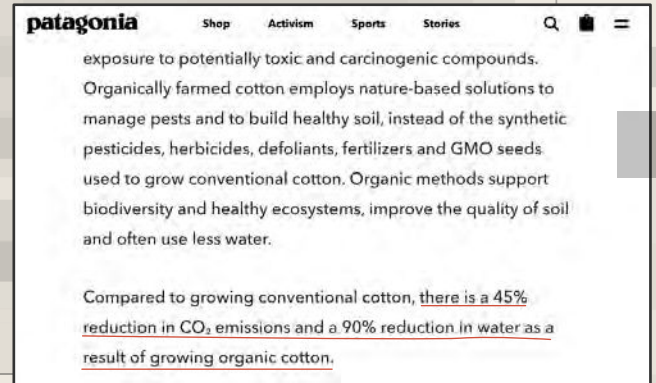 patagonia Shop Activism Sports Stories
exposure to potentially toxic and carcinogenic compounds.
Organically farmed cotton employs nature-based solutions to
manage pests and to build healthy soil, instead of the synthetic
pesticides, herbicides, defoliants, fertilizers and GMO seeds
used to grow conventional cotton. Organic methods support
biodiversity and healthy ecosystems, improve the quality of soil
and often use less water.
Compared to growing conventional cotton, there is a 45%
reduction in CO₂ emissions and a 90% reduction in water as a
result of growing organic cotton.